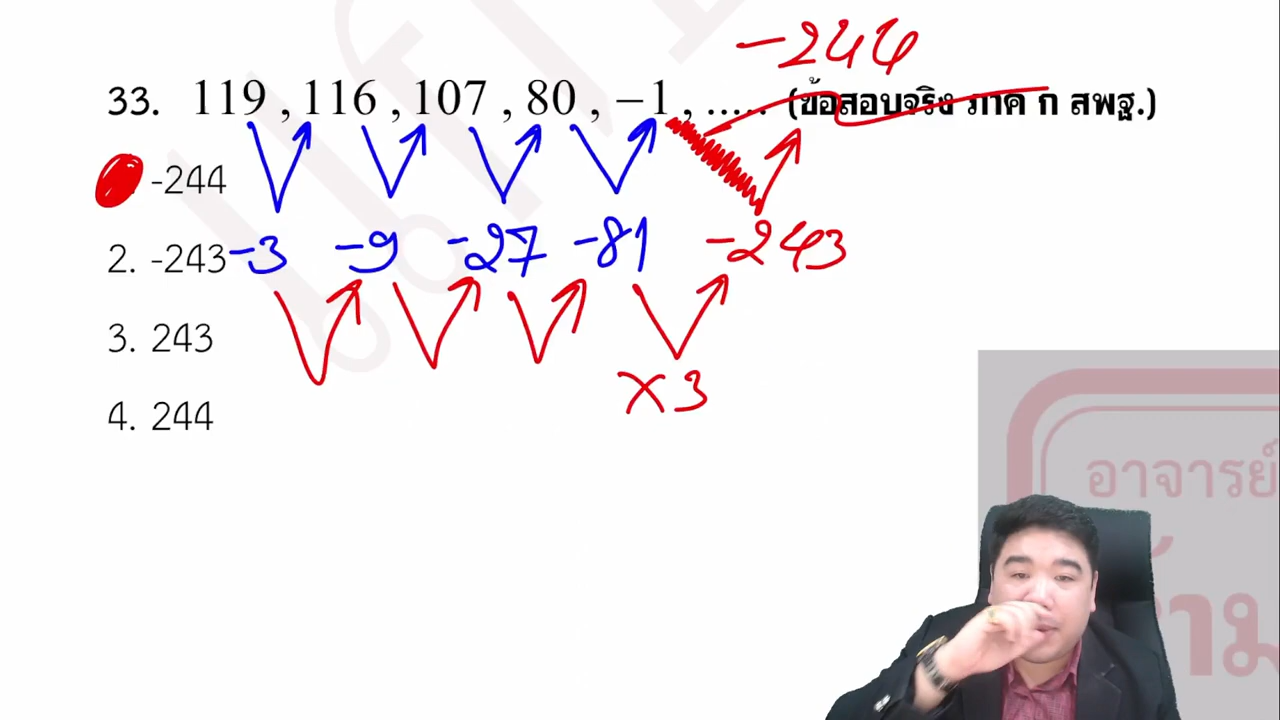 -244
33. 119 , 116 , 107 , 80 , −1 , ..... (ข้อสอบจริง ภาค ก สพฐ.)
-244
2. -243
-3 -9 -27 -81 -243
3. 243
x3
4. 244
อาจารย์